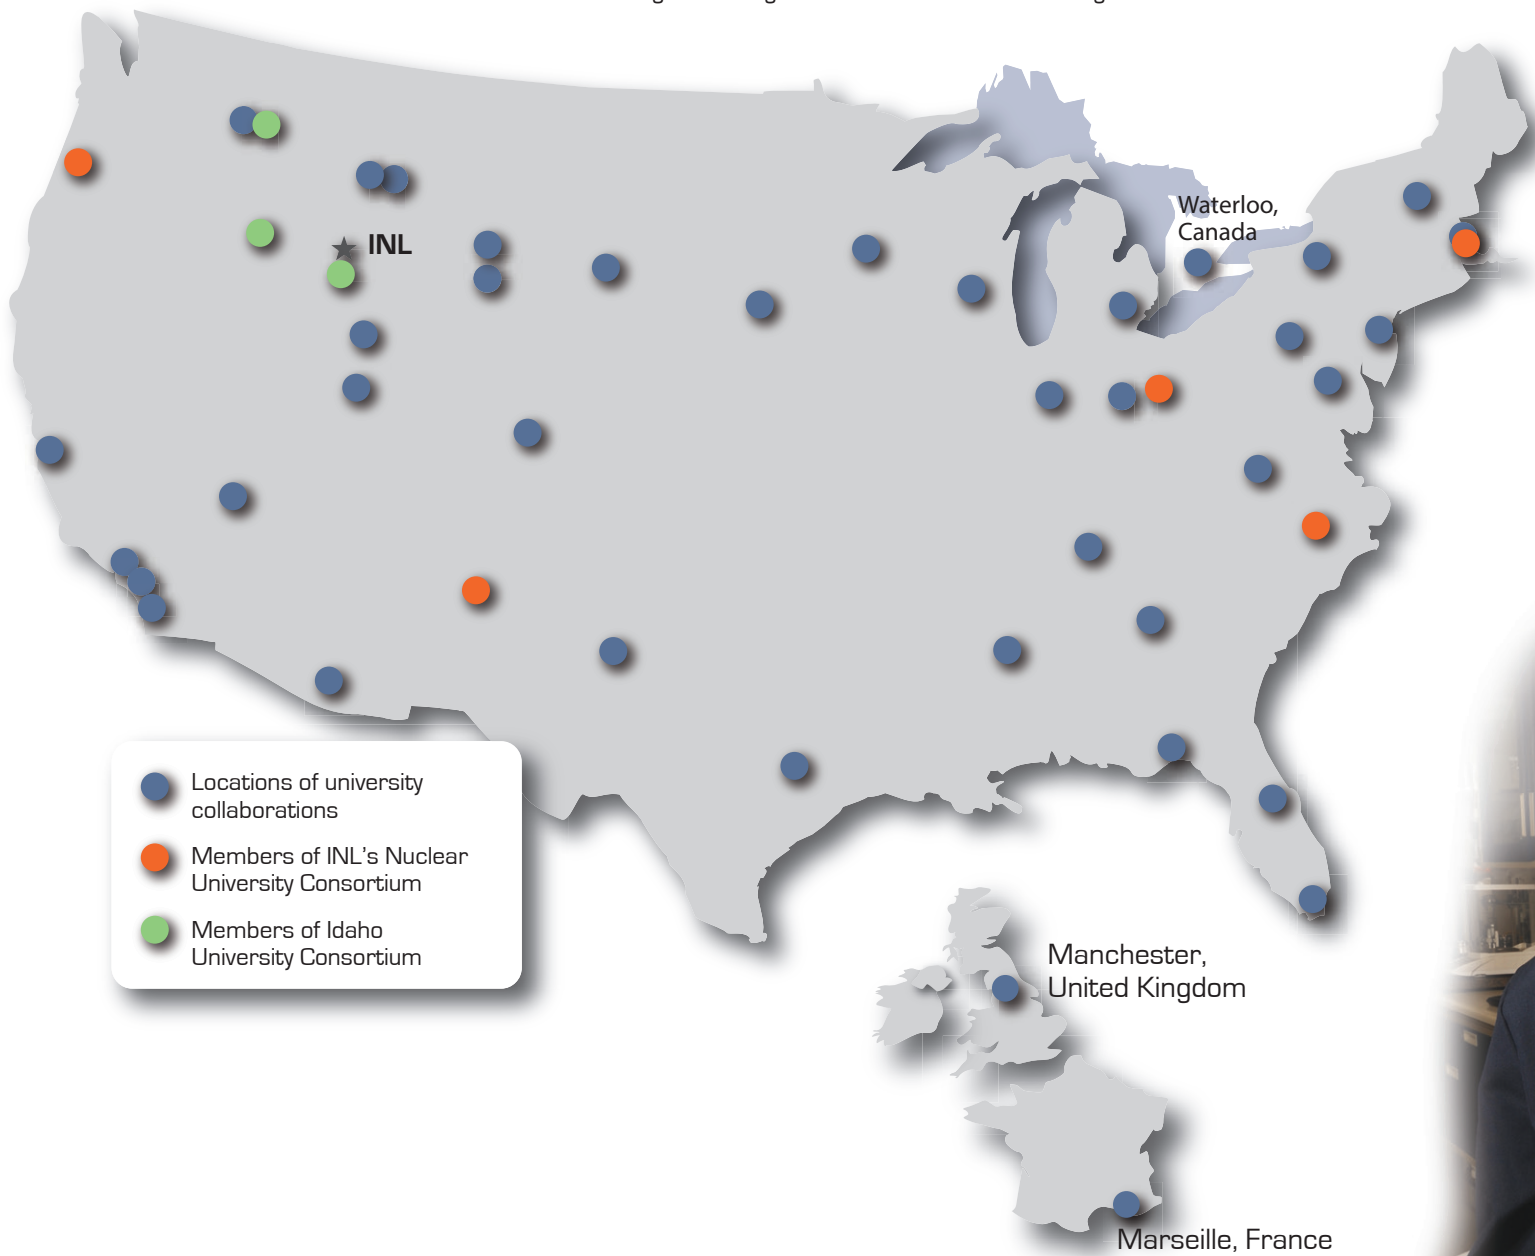 Waterloo,
Canada
INL
Locations of university
collaborations
Members of INL's Nuclear
University Consortium
Members of Idaho
University Consortium
Manchester,
United Kingdom
Marseille, France